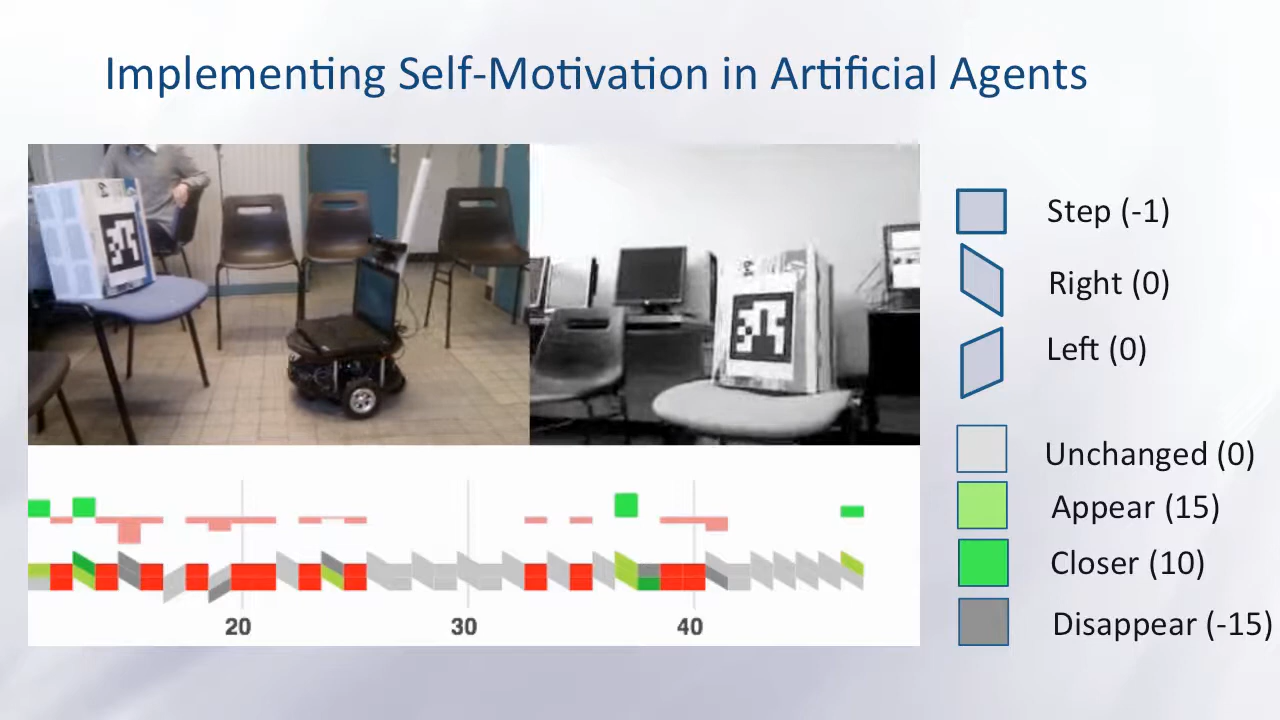 Implementing Self-Motivation in Artificial Agents
Step (-1)
Right (0)
Left (0)
Unchanged (0)
Appear (15)
Closer (10)
Disappear (-15)
20
30
40